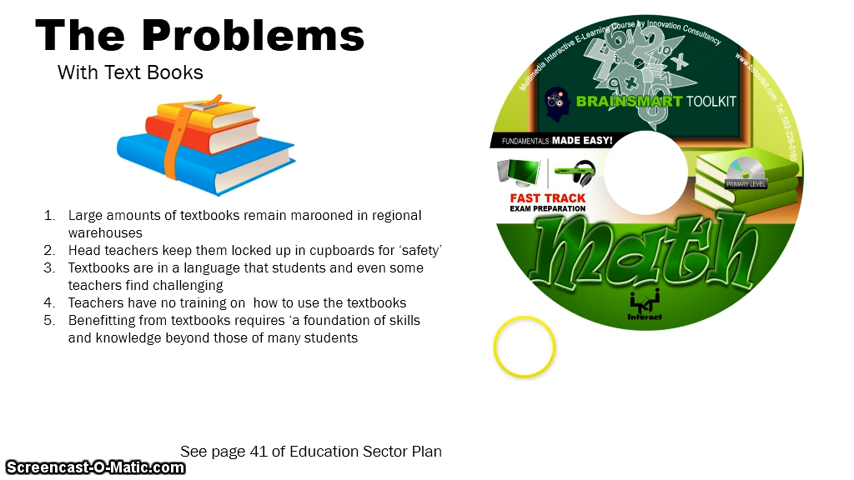 The Problems
With Text Books
1. Large amounts of textbooks remain marooned in regional
warehouses
2. Head teachers keep them locked up in cupboards for ‘safety’
3. Textbooks are in a language that students and even some
teachers find challenging
4. Teachers have no training on how to use the textbooks
5. Benefitting from textbooks requires ‘a foundation of skills
and knowledge beyond those of many students
See page 41 of Education Sector Plan
Multimedia Interactive E-Learning Course by Innovation Consultancy
BRAINSMART TOOLKIT
FUNDAMENTALS MADE EASY!
FAST TRACK
EXAM PREPARATION
PRIMARY LEVEL
math
Internet
Screencast-O-Matic.com